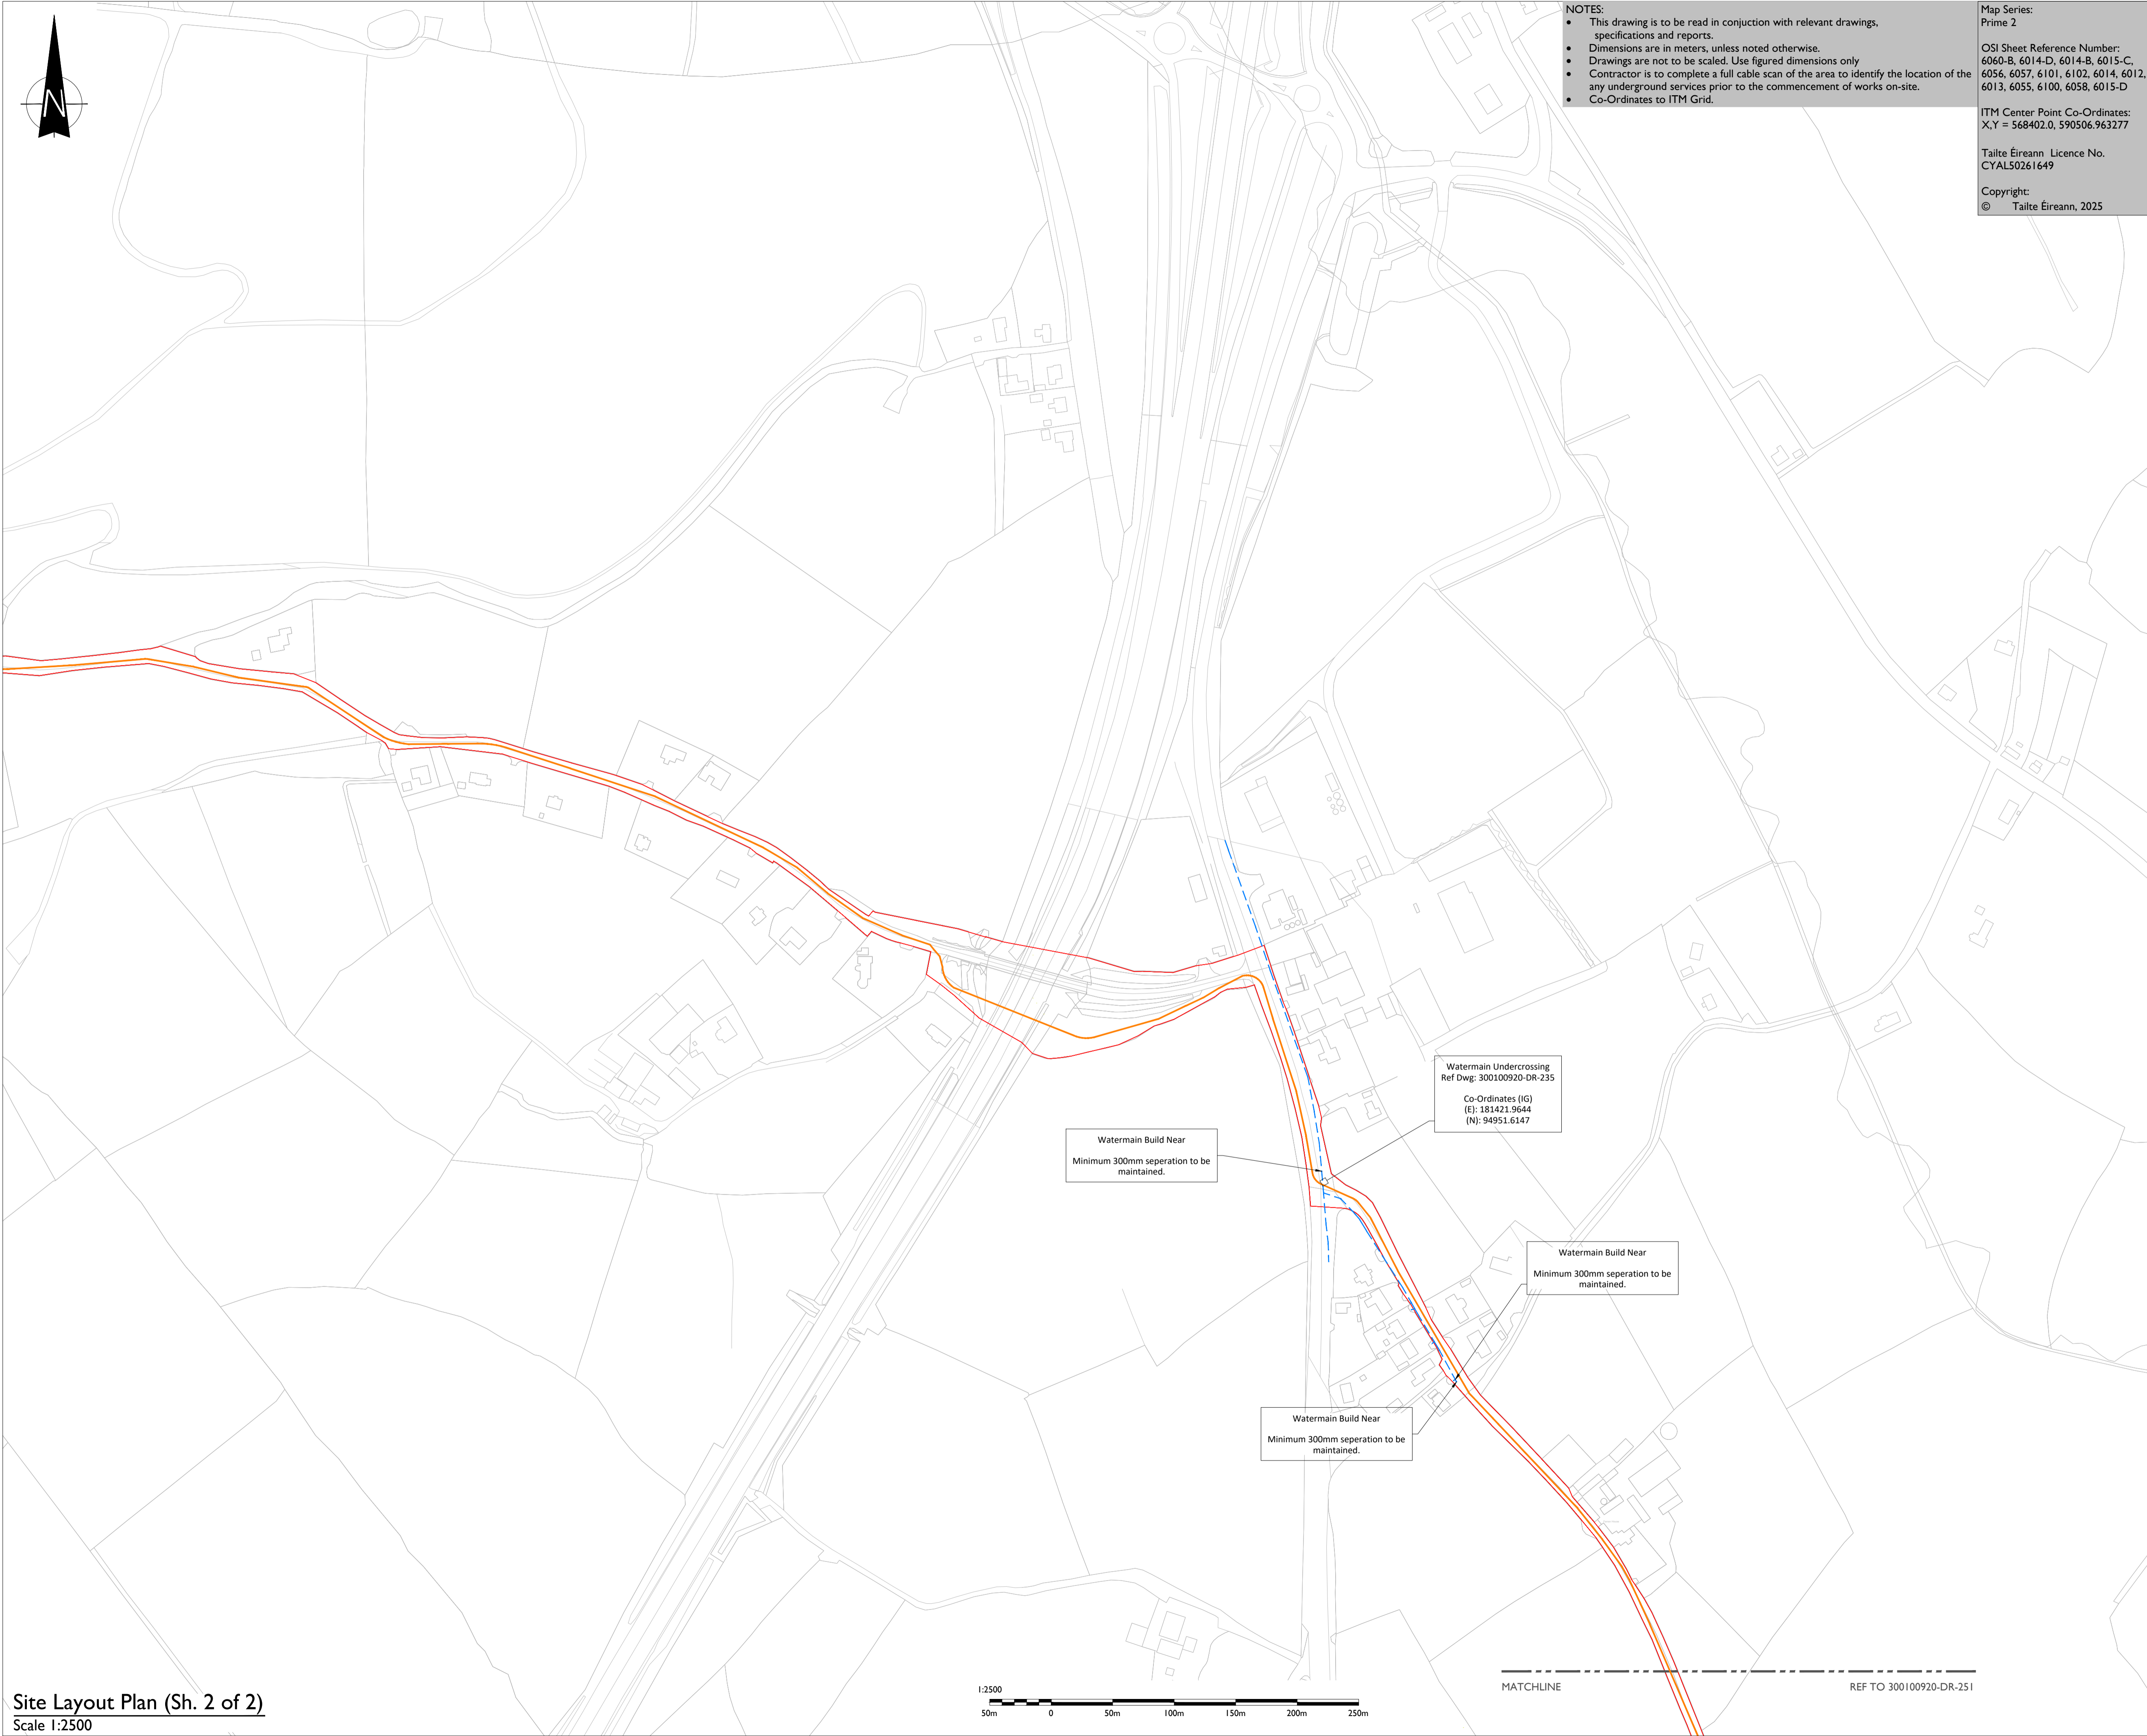 N
NOTES:
• This drawing is to be read in conjuction with relevant drawings,
specifications and reports.
• Dimensions are in meters, unless noted otherwise.
• Drawings are not to be scaled. Use figured dimensions only
• Contractor is to complete a full cable scan of the area to identify the location of the
any underground services prior to the commencement of works on-site.
• Co-Ordinates to ITM Grid.
Map Series:
Prime 2
OSI Sheet Reference Number:
6060-B, 6014-D, 6014-B, 6015-C,
6056, 6057, 6101, 6102, 6014, 6012,
6013, 6055, 6100, 6058, 6015-D
ITM Center Point Co-Ordinates:
X,Y = 568402.0, 590506.963277
Tailte Éireann Licence No.
CYAL50261649
Copyright:
© Tailte Éireann, 2025
Watermain Undercrossing
Ref Dwg: 300100920-DR-235
Co-Ordinates (IG)
(E): 181421.9644
(N): 94951.6147
Watermain Build Near
Minimum 300mm seperation to be
maintained.
Watermain Build Near
Minimum 300mm seperation to be
maintained.
Watermain Build Near
Minimum 300mm seperation to be
maintained.
MATCHLINE REF TO 300100920-DR-251
1:2500
50m 0 50m 100m 150m 200m 250m
Site Layout Plan (Sh. 2 of 2)
Scale 1:2500